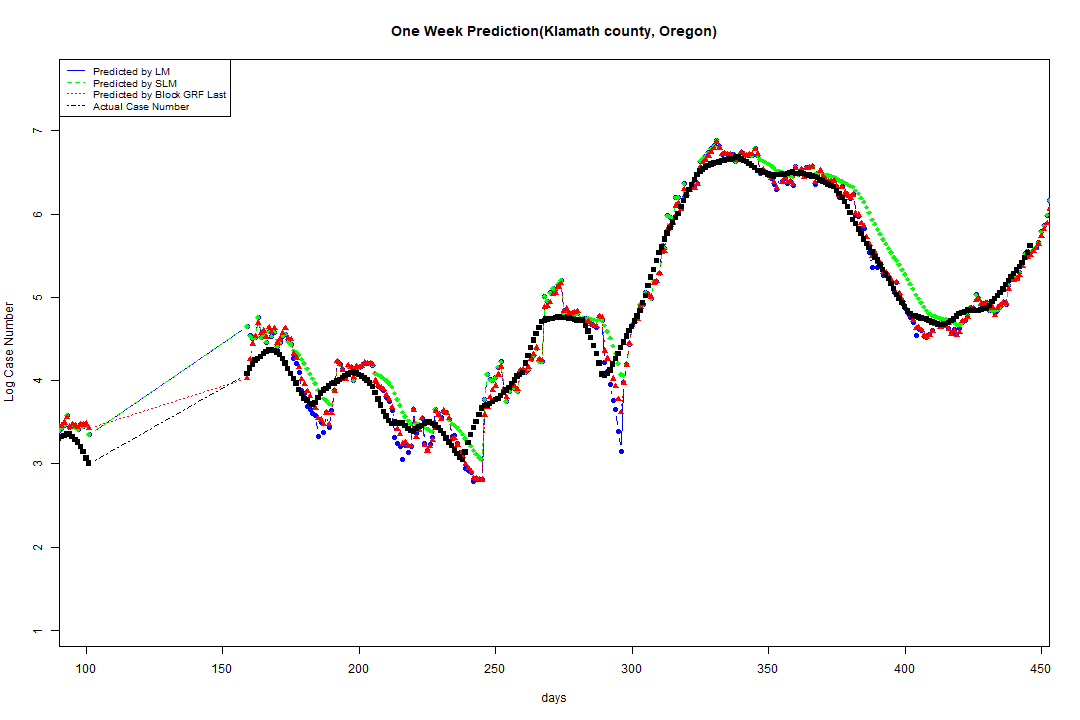 One Week Prediction(Klamath county, Oregon)
Predicted by LM
Predicted by SLM
Predicted by Block GRF Last
Actual Case Number
Log Case Number
7
6
5
4
3
2
1
100 150 200 250 300 350 400 450
days